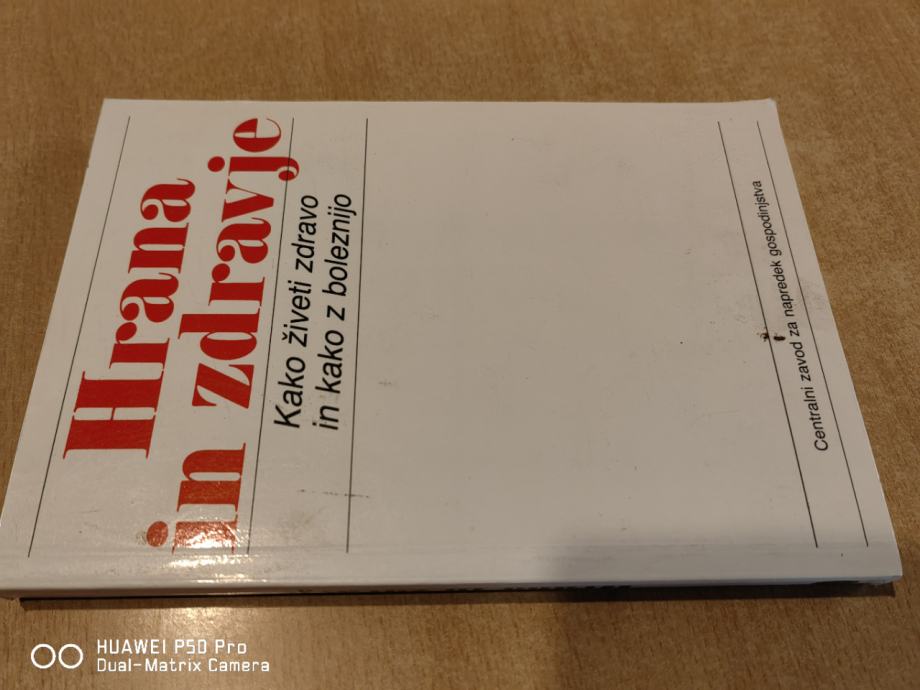 Hrana
in zdravje
Kako živeti zdravo
in kako z boleznijo
Centralni zavod za napredek gospodinjstva
HUAWEI P50 Pro
Dual-Matrix Camera